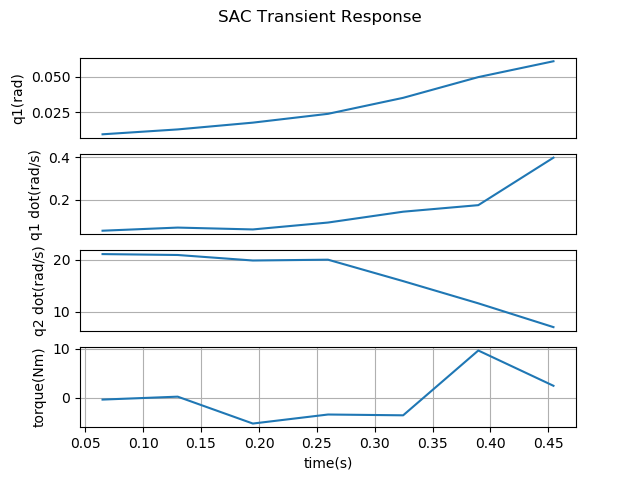 SAC Transient Response
q1(rad)
0.050
0.025
q1 dot(rad/s)
0.4
0.2
q2 dot(rad/s)
20
10
torque(Nm)
10
0
0.05 0.10 0.15 0.20 0.25 0.30 0.35 0.40 0.45
time(s)